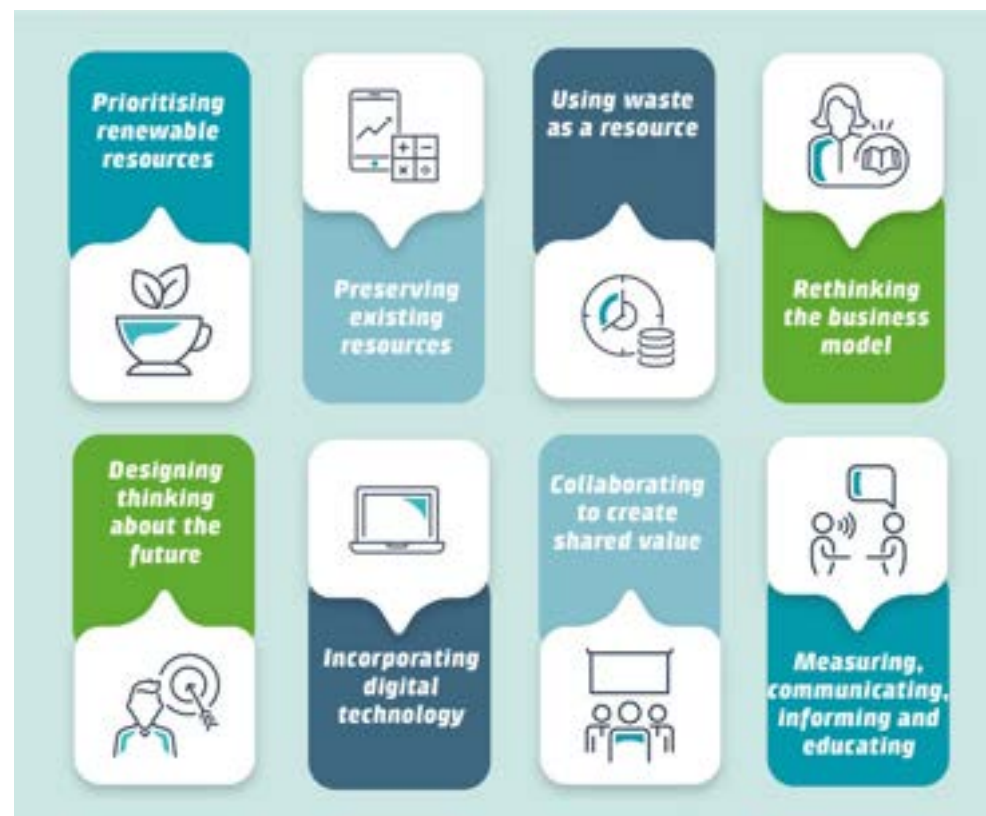 Prioritising
renewable
resources
Preserving
existing
resources
Using waste
as a resource
Rethinking
the business
model
Designing
thinking
about the
future
Incorporating
digital
technology
Collaborating
to create
shared value
Measuring,
communicating,
informing and
educating